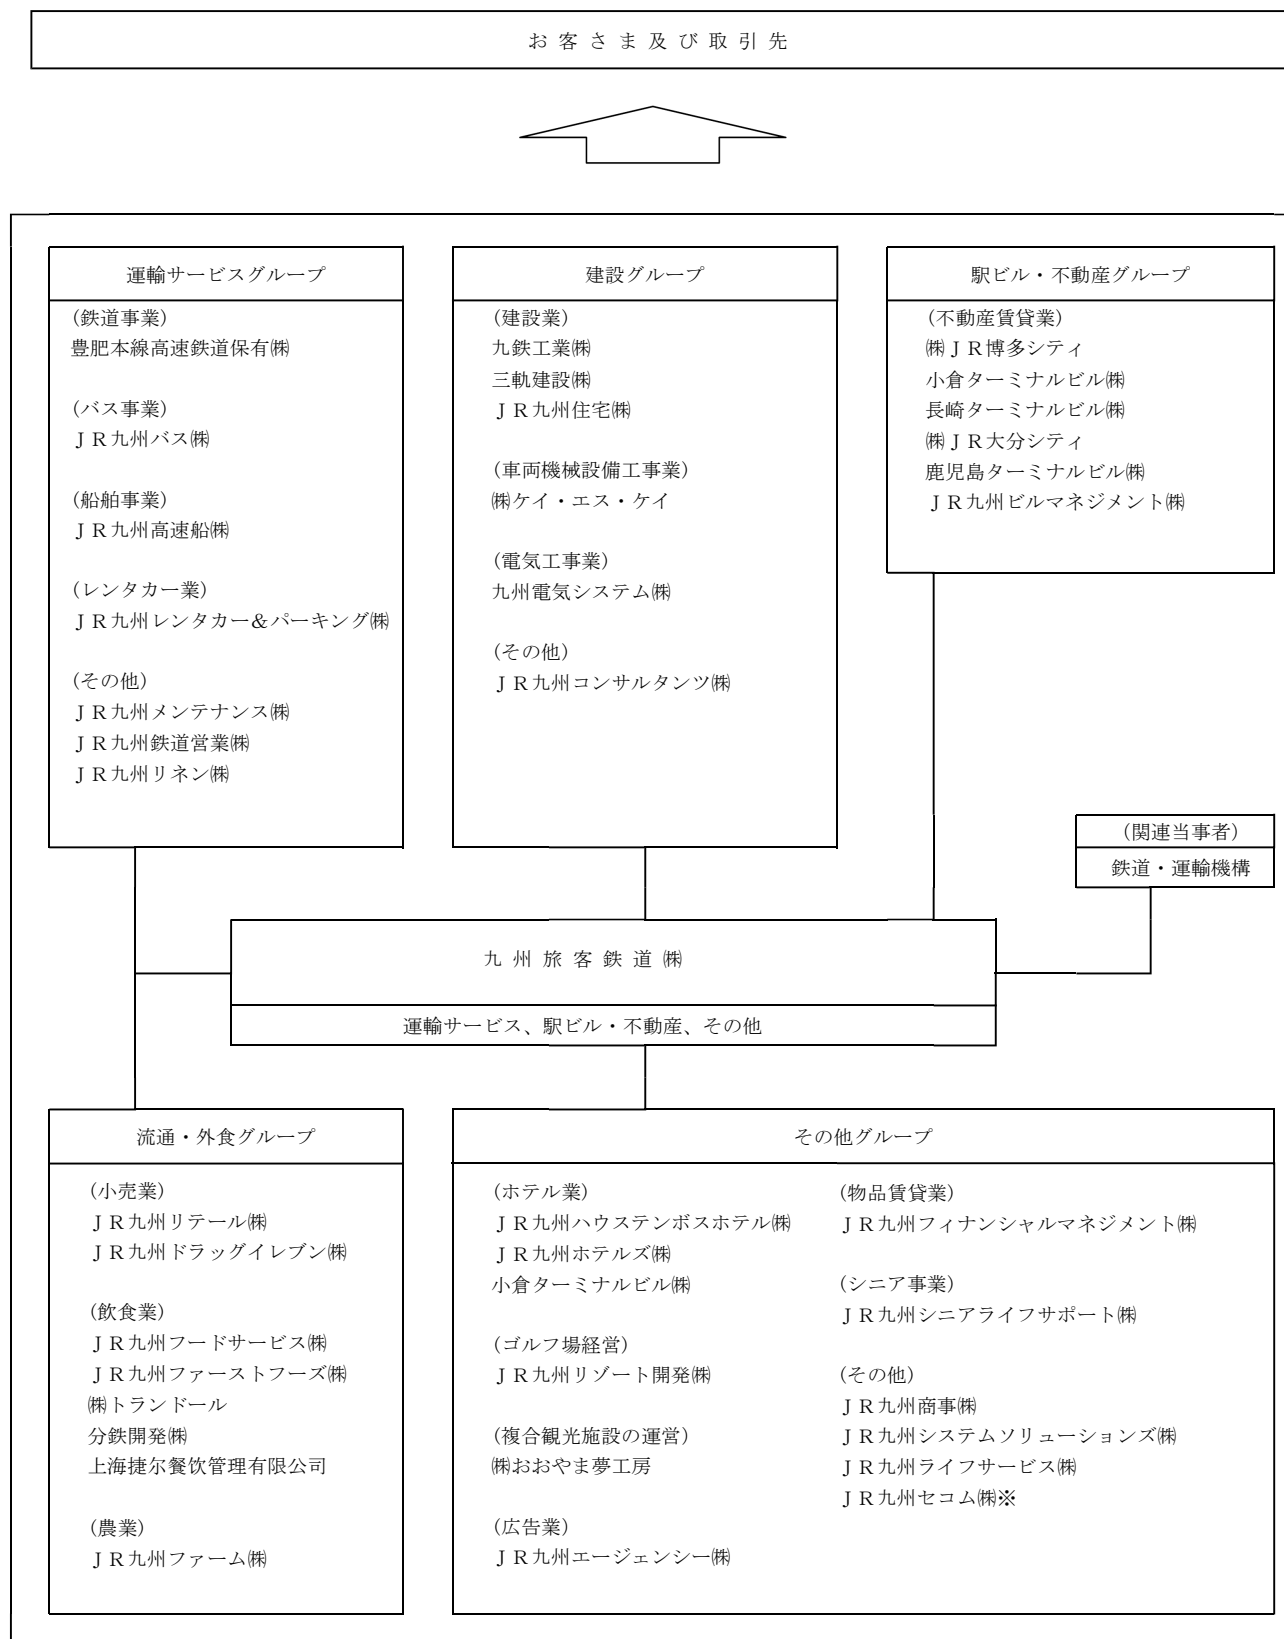 お客さま及び取引先
運輸サービスグループ
(鉄道事業)
豊肥本線高速鉄道保有㈱
(バス事業)
ＪＲ九州バス㈱
(船舶事業)
ＪＲ九州高速船㈱
(レンタカー業)
ＪＲ九州レンタカー＆パーキング㈱
(その他)
ＪＲ九州メンテナンス㈱
ＪＲ九州鉄道営業㈱
ＪＲ九州リネン㈱
建設グループ
(建設業)
九鉄工業㈱
三軌建設㈱
ＪＲ九州住宅㈱
(車両機械設備工事業)
㈱ケイ・エス・ケイ
(電気工事業)
九州電気システム㈱
(その他)
ＪＲ九州コンサルタンツ㈱
駅ビル・不動産グループ
(不動産賃貸業)
㈱ＪＲ博多シティ
小倉ターミナルビル㈱
長崎ターミナルビル㈱
㈱ＪＲ大分シティ
鹿児島ターミナルビル㈱
ＪＲ九州ビルマネジメント㈱
(関連当事者)
鉄道・運輸機構
九州旅客鉄道㈱
運輸サービス、駅ビル・不動産、その他
流通・外食グループ
(小売業)
ＪＲ九州リテール㈱
ＪＲ九州ドラッグイレブン㈱
(飲食業)
ＪＲ九州フードサービス㈱
ＪＲ九州ファーストフーズ㈱
㈱トランドール
分鉄開発㈱
上海捷尔餐饮管理有限公司
(農業)
ＪＲ九州ファーム㈱
その他グループ
(ホテル業)
ＪＲ九州ハウステンボスホテル㈱
ＪＲ九州ホテルズ㈱
小倉ターミナルビル㈱
(ゴルフ場経営)
ＪＲ九州リゾート開発㈱
(複合観光施設の運営)
㈱おおやま夢工房
(広告業)
ＪＲ九州エージェンシー㈱
(物品賃貸業)
ＪＲ九州フィナンシャルマネジメント㈱
(シニア事業)
ＪＲ九州シニアライフサポート㈱
(その他)
ＪＲ九州商事㈱
ＪＲ九州システムソリューションズ㈱
ＪＲ九州ライフサービス㈱
ＪＲ九州セコム㈱※